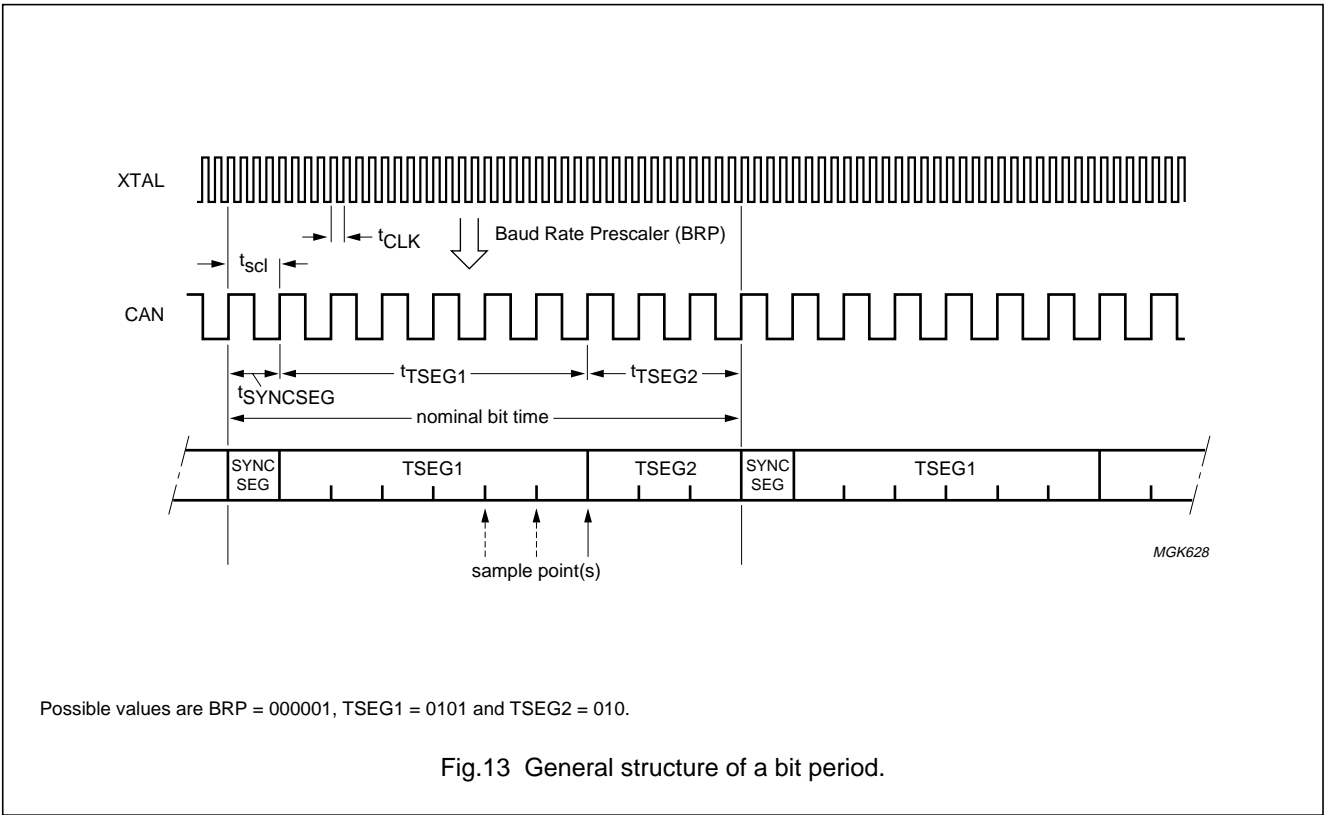 XTAL
tCLK
Baud Rate Prescaler (BRP)
tscl
CAN
tTSEG1
tTSEG2
tSYNCSEG
nominal bit time
SYNC
SEG
TSEG1
TSEG2
SYNC
SEG
TSEG1
MGK628
sample point(s)
Possible values are BRP = 000001, TSEG1 = 0101 and TSEG2 = 010.
Fig.13 General structure of a bit period.